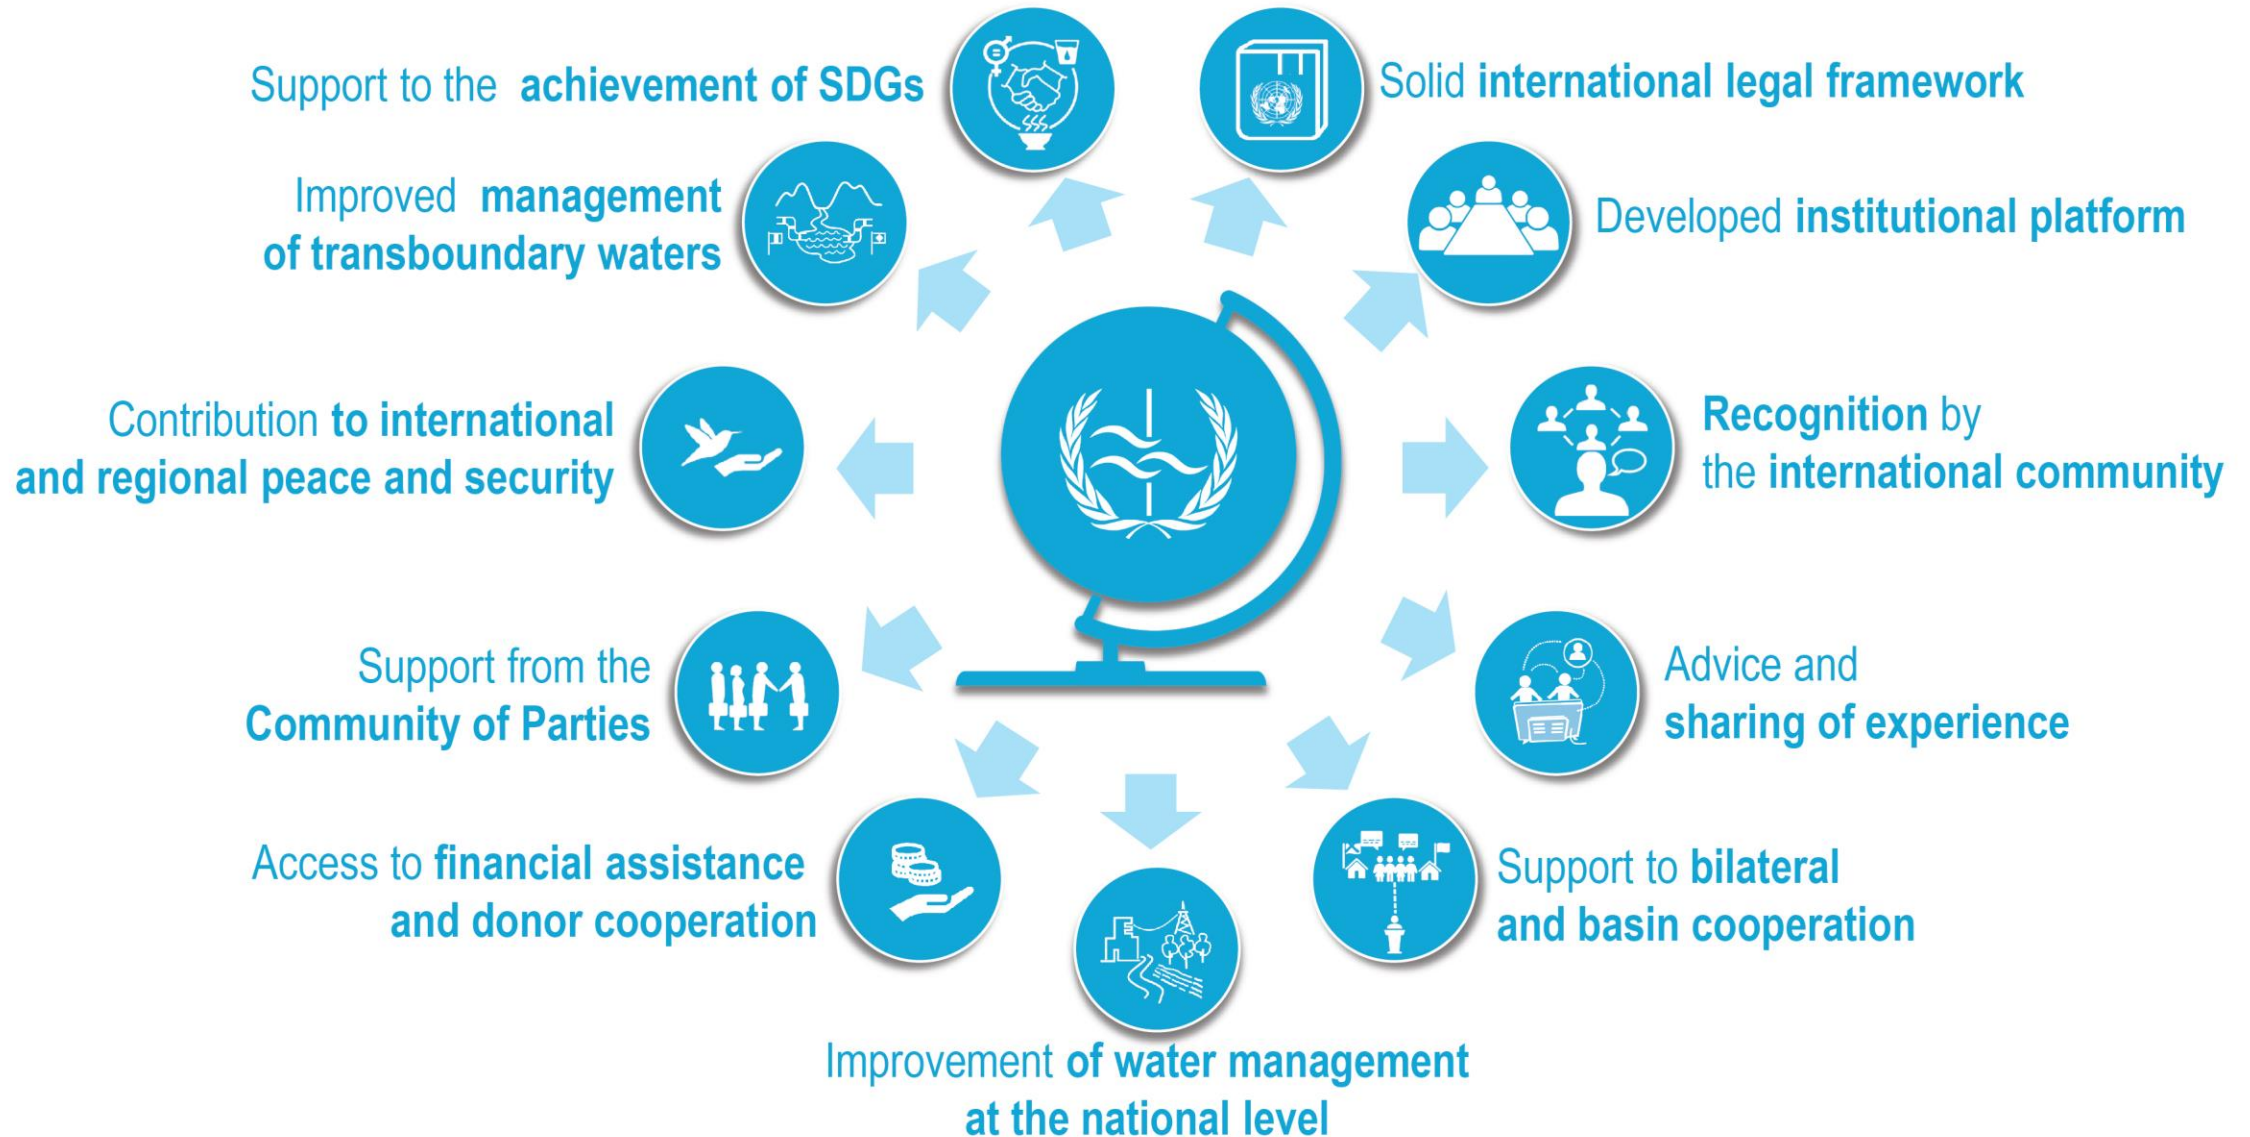 Support to the achievement of SDGs
Solid international legal framework
Improved management
of transboundary waters
Developed institutional platform
Contribution to international
and regional peace and security
Recognition by
the international community
Support from the
Community of Parties
Advice and
sharing of experience
Access to financial assistance
and donor cooperation
Support to bilateral
and basin cooperation
Improvement of water management
at the national level